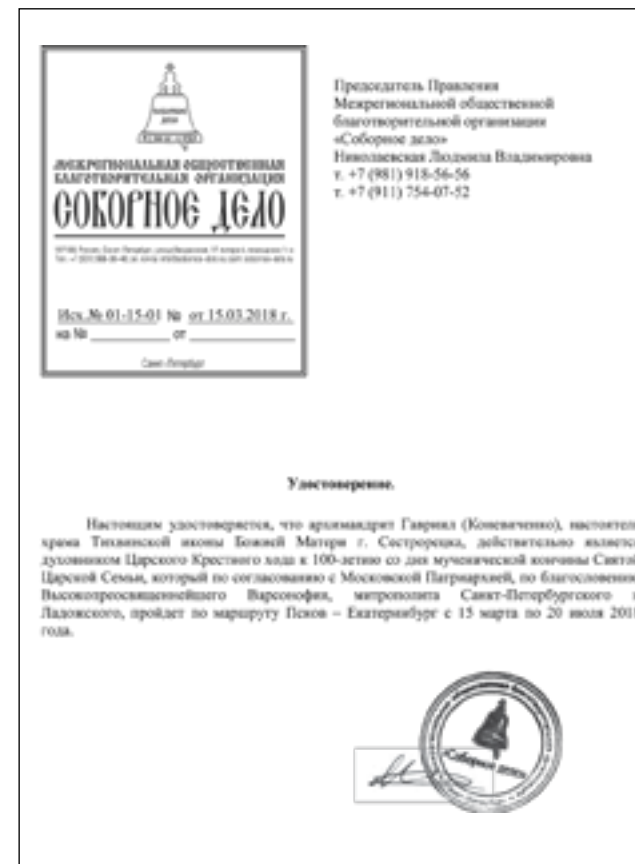 МЕЖРЕГИОНАЛЬНАЯ ОБЩЕСТВЕННАЯ
БЛАГОТВОРИТЕЛЬНАЯ ОРГАНИЗАЦИЯ
СОБОРНОЕ ДЕЛО
Исх.№ 01-15-01 № от 15.03.2018 г.
на № от
Санкт-Петербург
Председатель Правления
Межрегиональной общественной
благотворительной организации
«Соборное дело»
Николаевская Людмила Владимировна
т. +7 (981) 918-56-56
т. +7 (911) 754-07-52
Удостоверение.
Настоящим удостоверяется, что архимандрит Гавриил (Коневиченко), настоятель
храма Тихвинской иконы Божией Матери г. Сестрорецка, действительно является
духовником Царского Крестного хода к 100-летию со дня мученической кончины Святой
Царской Семьи, который по согласованию с Московской Патриархией, по благословению
Высокопреосвященнейшего Варсонофия, митрополита Санкт-Петербургского и
Ладожского, пройдет по маршруту Псков – Екатеринбург с 15 марта по 20 июля 2018
года.
«Соборное дело»